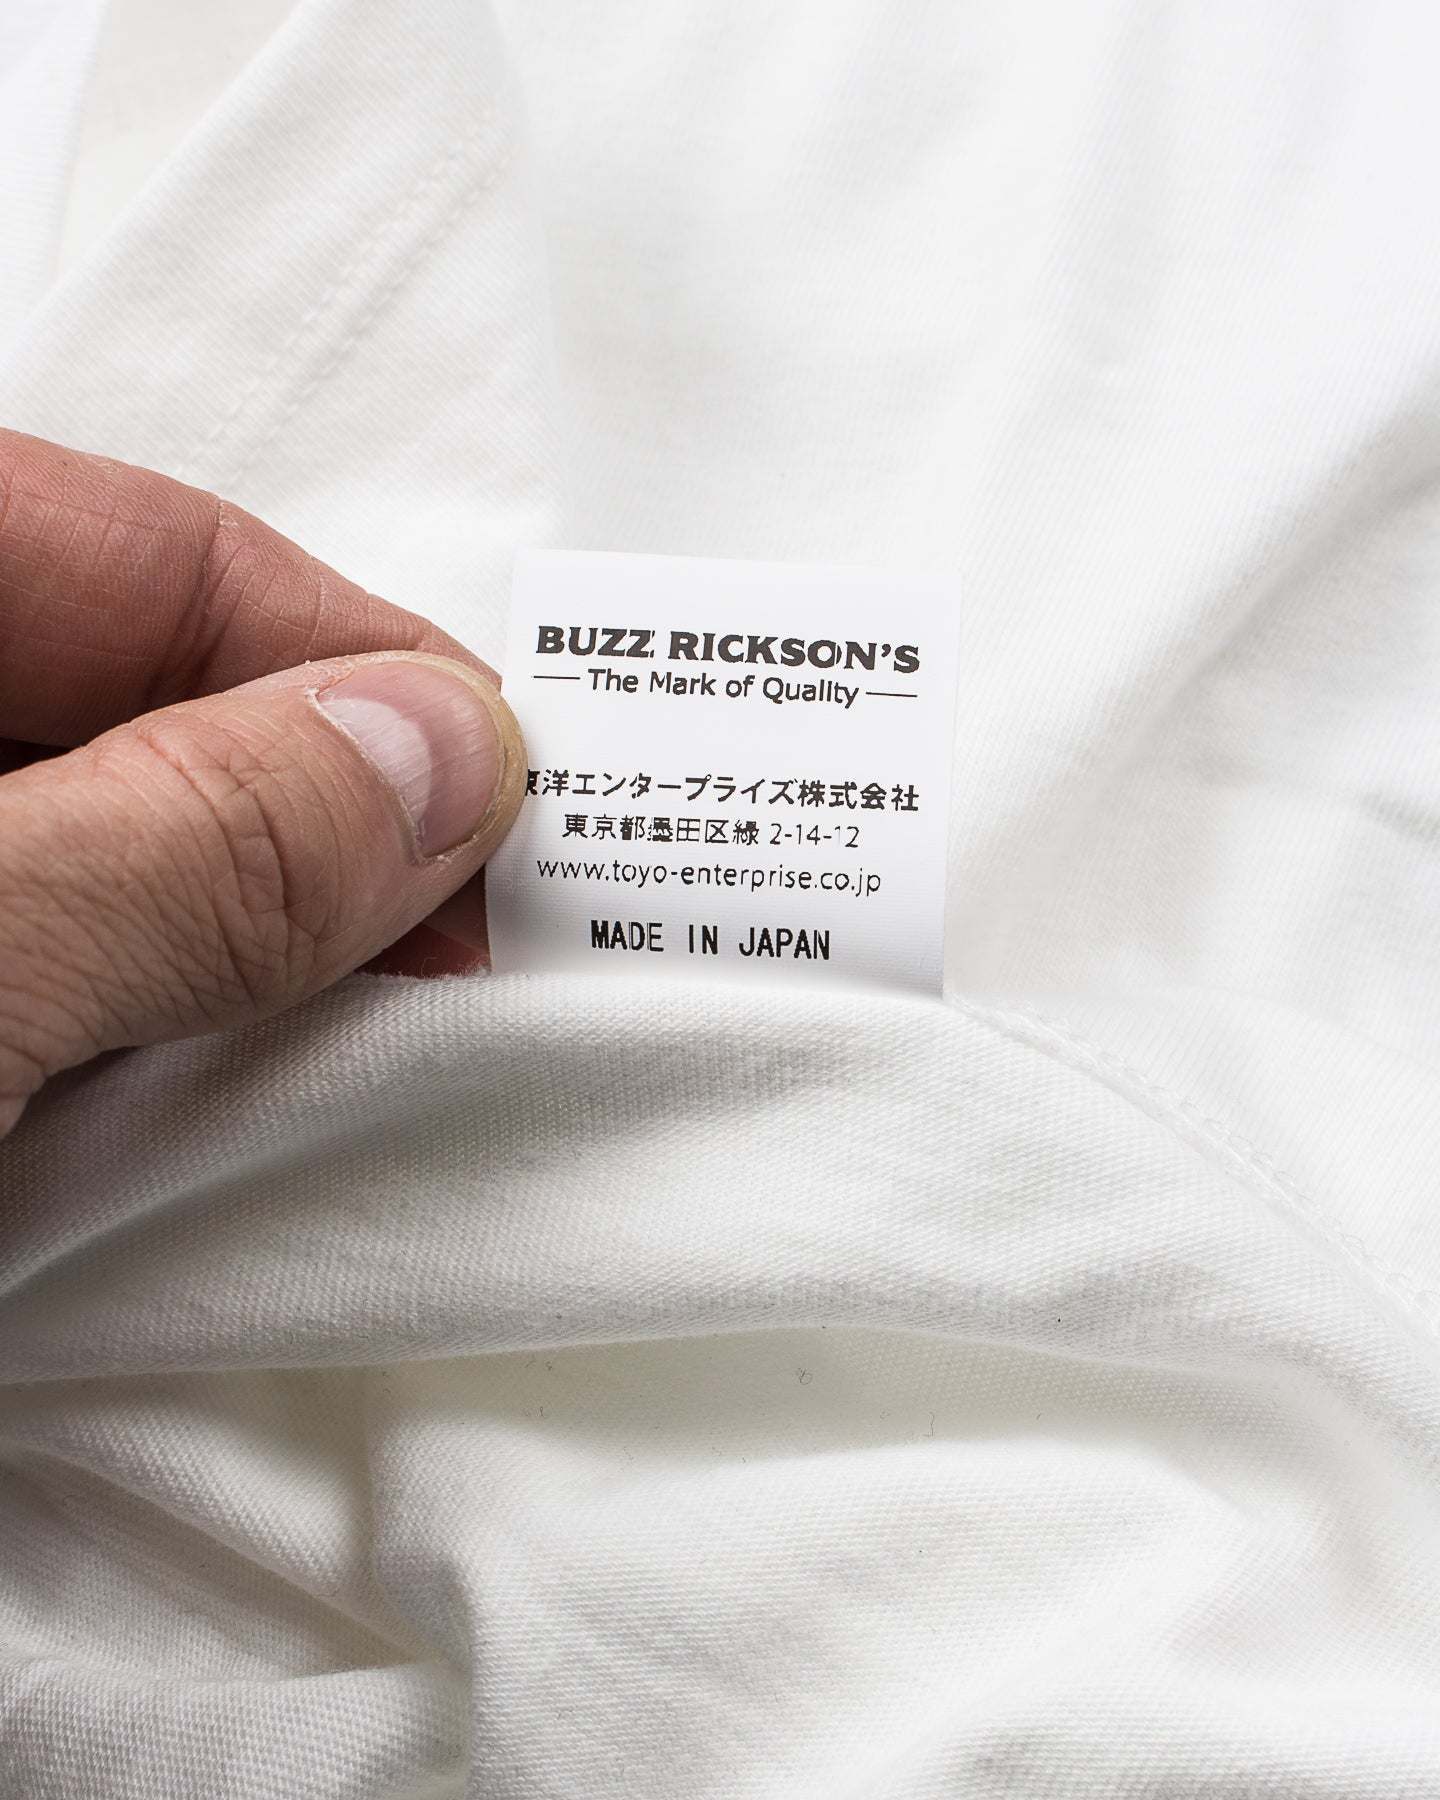 BUZZ RICKSON'S
The Mark of Quality
東洋エンタープライズ株式会社
東京都墨田区緑 2-14-12
www.toyo-enterprise.co.jp
MADE IN JAPAN